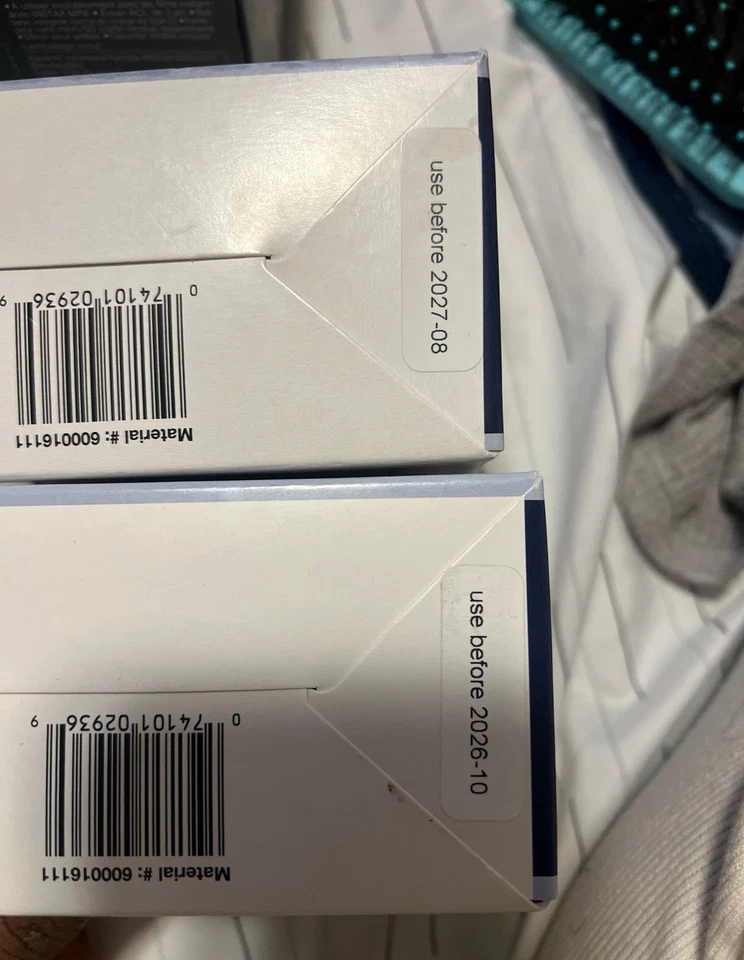 use before 2027-08
0 74101 02936 9
Material #: 600016111
use before 2026-10
0 74101 02936 9
Material #: 600016111